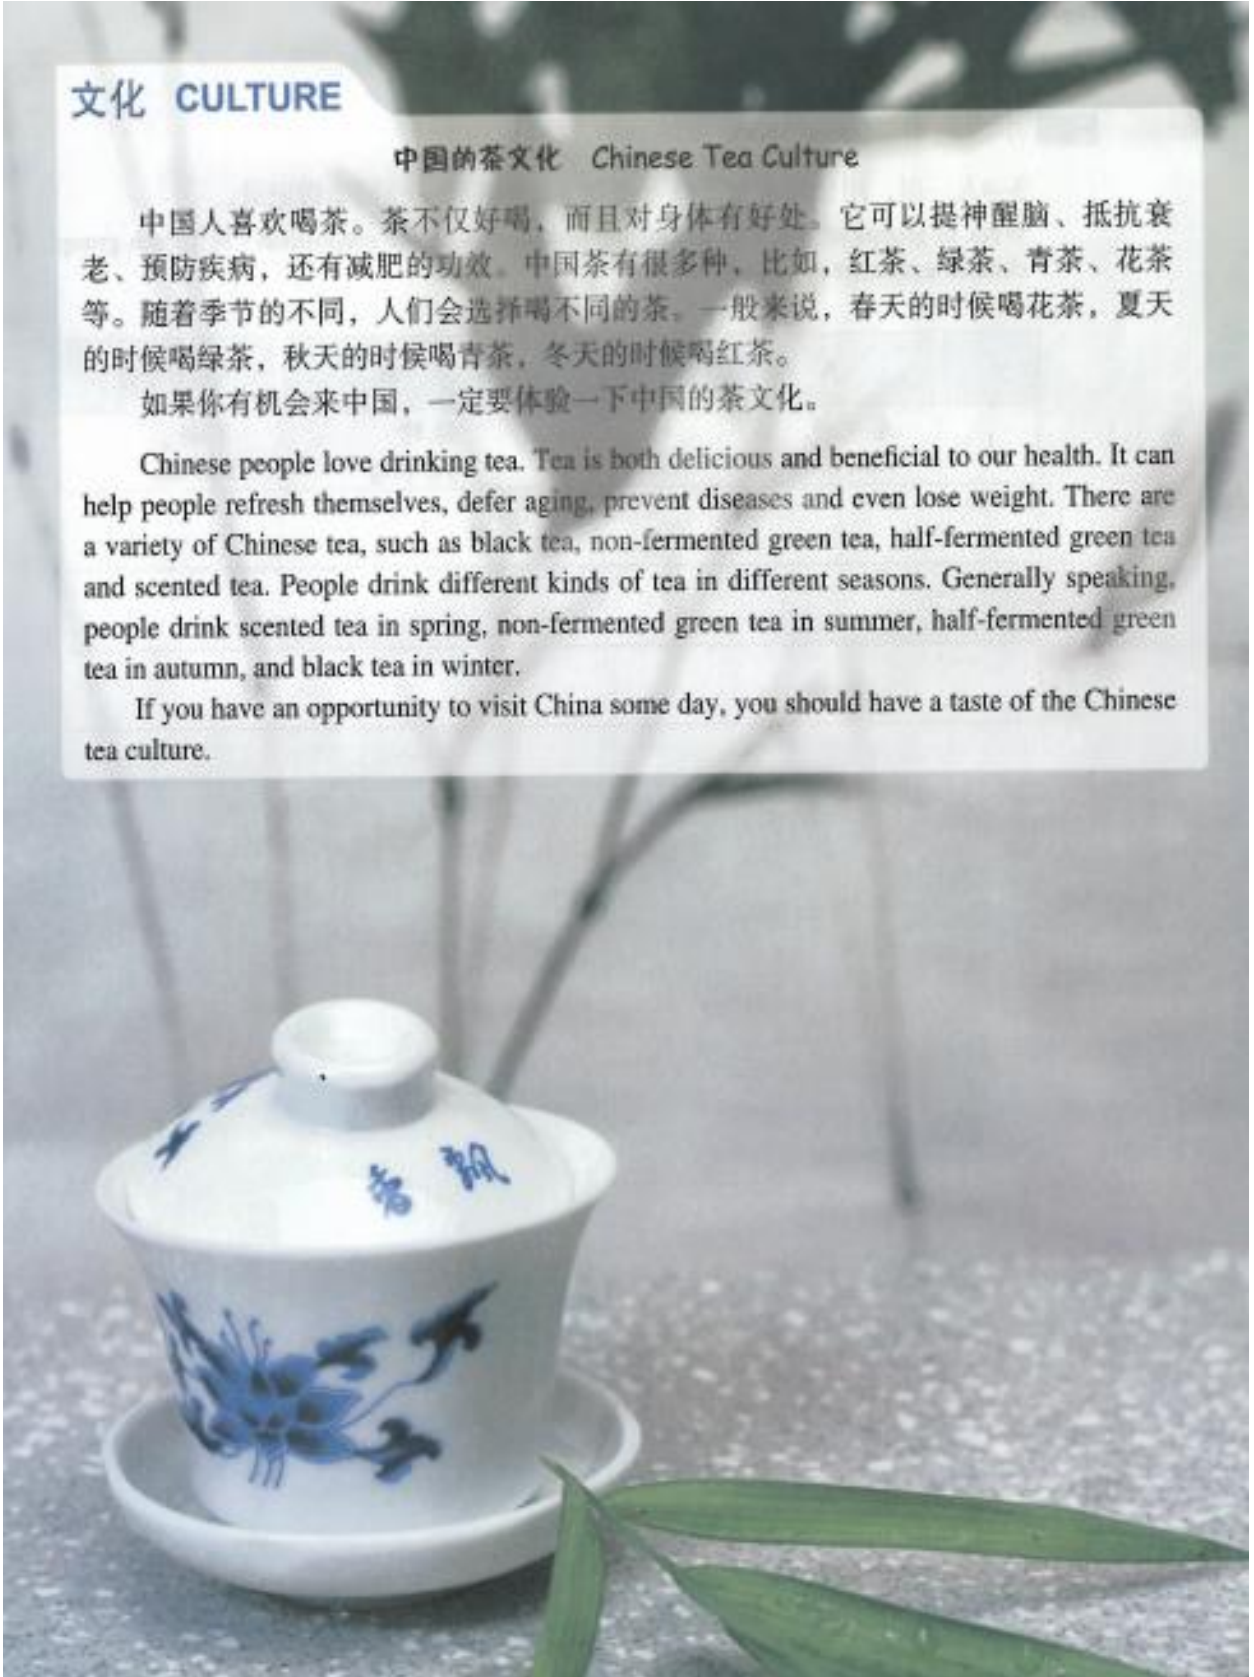 文化 CULTURE
中国的茶文化 Chinese Tea Culture
中国人喜欢喝茶。茶不仅好喝，而且对身体有好处。它可以提神醒脑、抵抗衰
老、预防疾病，还有减肥的功效。中国茶有很多种，比如，红茶、绿茶、青茶、花茶
等。随着季节的不同，人们会选择喝不同的茶。一般来说，春天的时候喝花茶，夏天
的时候喝绿茶，秋天的时候喝青茶，冬天的时候喝红茶。
如果你有机会来中国，一定要体验一下中国的茶文化。
Chinese people love drinking tea. Tea is both delicious and beneficial to our health. It can
help people refresh themselves, defer aging, prevent diseases and even lose weight. There are
a variety of Chinese tea, such as black tea, non-fermented green tea, half-fermented green tea
and scented tea. People drink different kinds of tea in different seasons. Generally speaking,
people drink scented tea in spring, non-fermented green tea in summer, half-fermented green
tea in autumn, and black tea in winter.
If you have an opportunity to visit China some day, you should have a taste of the Chinese
tea culture.
香飘